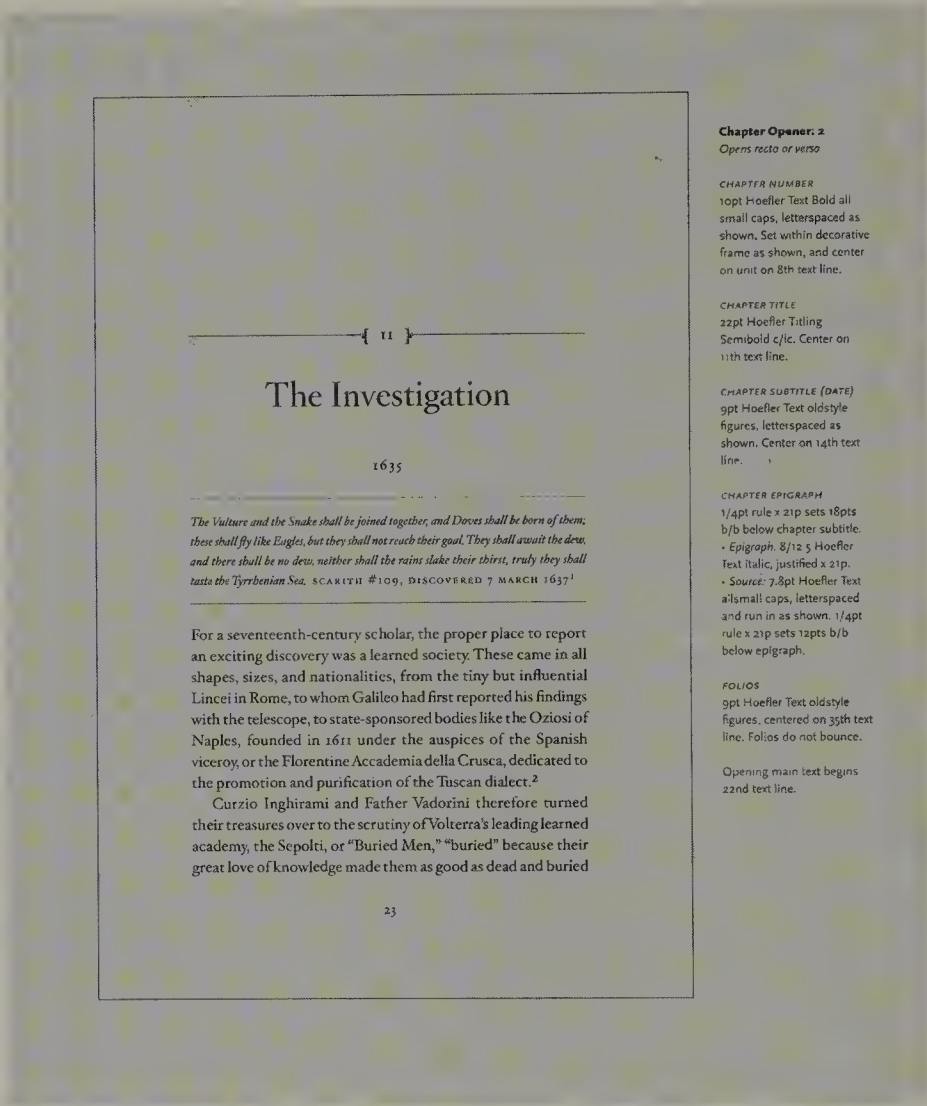 { II }
The Investigation
1635
The Vulture and the Snake shall be joined together, and Doves shall be born of them;
these shall fly like Eagles, but they shall not reach their goal. They shall await the dew,
and there shall be no dew, neither shall the rains slake their thirst, truly they shall
taste the Tyrrhenian Sea. SCARITH #109, DISCOVERED 7 MARCH 1637¹
For a seventeenth-century scholar, the proper place to report
an exciting discovery was a learned society. These came in all
shapes, sizes, and nationalities, from the tiny but influential
Lincei in Rome, to whom Galileo had first reported his findings
with the telescope, to state-sponsored bodies like the Oziosi of
Naples, founded in 1611 under the auspices of the Spanish
viceroy, or the Florentine Accademia della Crusca, dedicated to
the promotion and purification of the Tuscan dialect.²
Curzio Inghirami and Father Vadorini therefore turned
their treasures over to the scrutiny of Volterra's leading learned
academy, the Sepolti, or “Buried Men,” “buried” because their
great love of knowledge made them as good as dead and buried
23
Chapter Opener: 2
Opens recto or verso
CHAPTER NUMBER
10pt Hoefler Text Bold all
small caps, letterspaced as
shown. Set within decorative
frame as shown, and center
on unit on 8th text line.
CHAPTER TITLE
22pt Hoefler Titling
Semibold c/lc. Center on
11th text line.
CHAPTER SUBTITLE (DATE)
9pt Hoefler Text oldstyle
figures, letterspaced as
shown. Center on 14th text
line.
CHAPTER EPIGRAPH
1/4pt rule x 21p sets 18pts
b/b below chapter subtitle.
• Epigraph. 8/12 5 Hoefler
Text Italic, justified x 21p.
• Source: 7.8pt Hoefler Text
allsmall caps, letterspaced
and run in as shown. 1/4pt
rule x 21p sets 12pts b/b
below epigraph.
FOLIOS
9pt Hoefler Text oldstyle
figures, centered on 35th text
line. Folios do not bounce.
Opening main text begins
22nd text line.